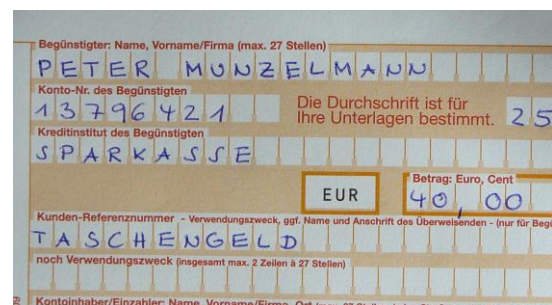 Begünstigter: Name, Vorname/Firma (max. 27 Stellen)
PETER MUNZELMANN
Konto-Nr. des Begünstigten
13796421
Die Durchschrift ist für
Ihre Unterlagen bestimmt. 25
Kreditinstitut des Begünstigten
SPARKASSE
Betrag: Euro, Cent
EUR 40,00
Kunden-Referenznummer - Verwendungszweck, ggf. Name und Anschrift des Überweisenden - (nur für Begü
TASCHENGELD
noch Verwendungszweck (insgesamt max. 2 Zeilen à 27 Stellen)
Kontoinhaber/Einzahler: Name, Vorname/Firma, Ort